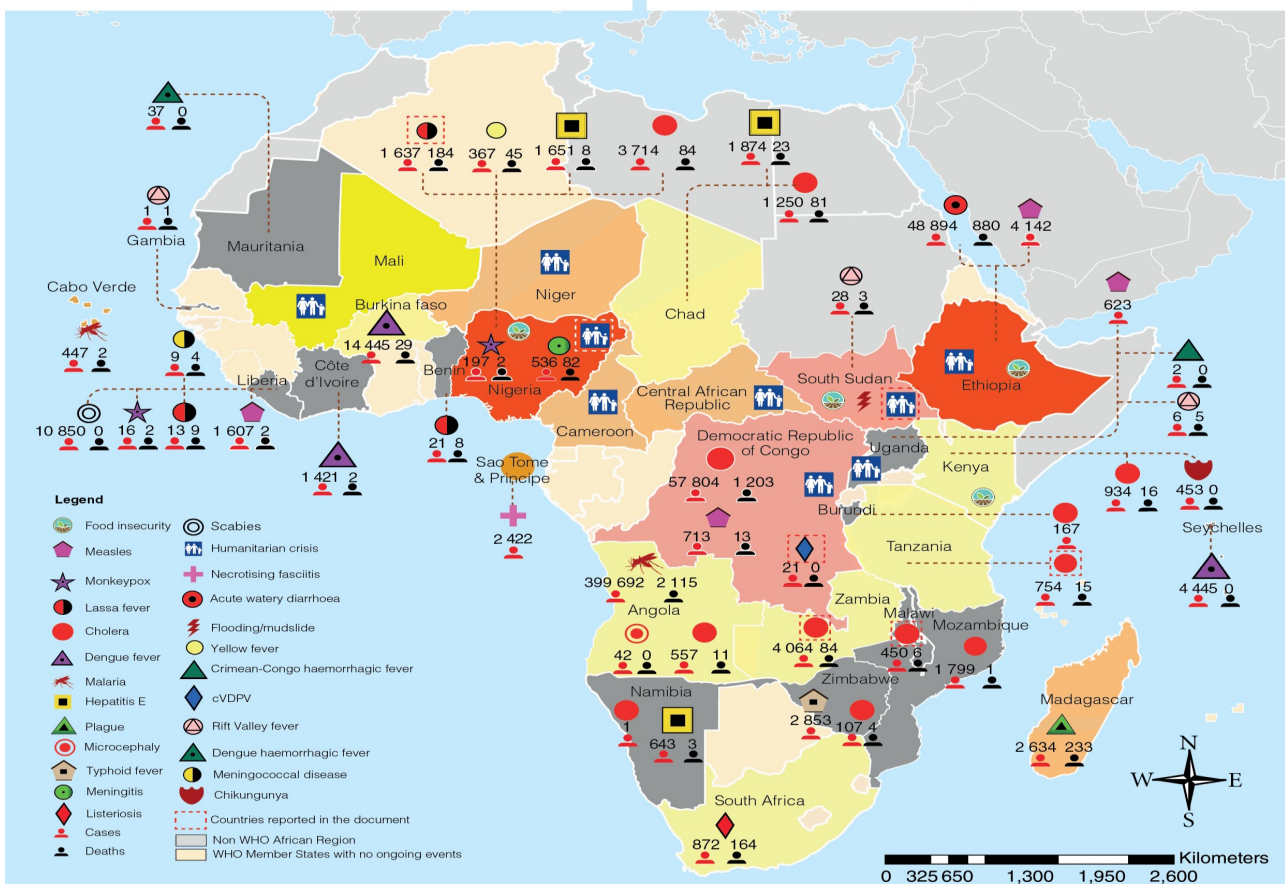 37 0
1 637 184
367 45
1 651 8
3 714 84
1 874 23
1 250 81
1 1
Gambia
Mauritania
48 894 880
4 142
Mali
Niger
Chad
28 3
623
Cabo Verde
Burkina faso
447 2
14 445 29
9 4
Liberia
Côte
d'Ivoire
Benin
197 2
536 82
Nigeria
South Sudan
Ethiopia
2 0
Central African
Republic
Cameroon
6 5
10 850 0
16 2
13 9
1 607 2
21 8
1 421 2
Sao Tome
& Principe
2 422
Democratic Republic
of Congo
57 804 1 203
Uganda
Kenya
934 16
453 0
Burundi
167
Seychelles
4 445 0
713 13
21 0
Tanzania
754 15
399 692 2 115
Angola
42 0
557 11
Zambia
4 064 84
Malawi
450 6
Mozambique
1 799 1
Namibia
1
643 3
Zimbabwe
2 853
107 4
Madagascar
2 634 233
South Africa
872 164
Legend
Food insecurity
Measles
Monkeypox
Lassa fever
Cholera
Dengue fever
Malaria
Hepatitis E
Plague
Microcephaly
Typhoid fever
Meningitis
Listeriosis
Cases
Deaths
Scabies
Humanitarian crisis
Necrotising fasciitis
Acute watery diarrhoea
Flooding/mudslide
Yellow fever
Crimean-Congo haemorrhagic fever
cVDPV
Rift Valley fever
Dengue haemorrhagic fever
Meningococcal disease
Chikungunya
Countries reported in the document
Non WHO African Region
WHO Member States with no ongoing events
N
W E
S
Kilometers
0 325 650 1,300 1,950 2,600